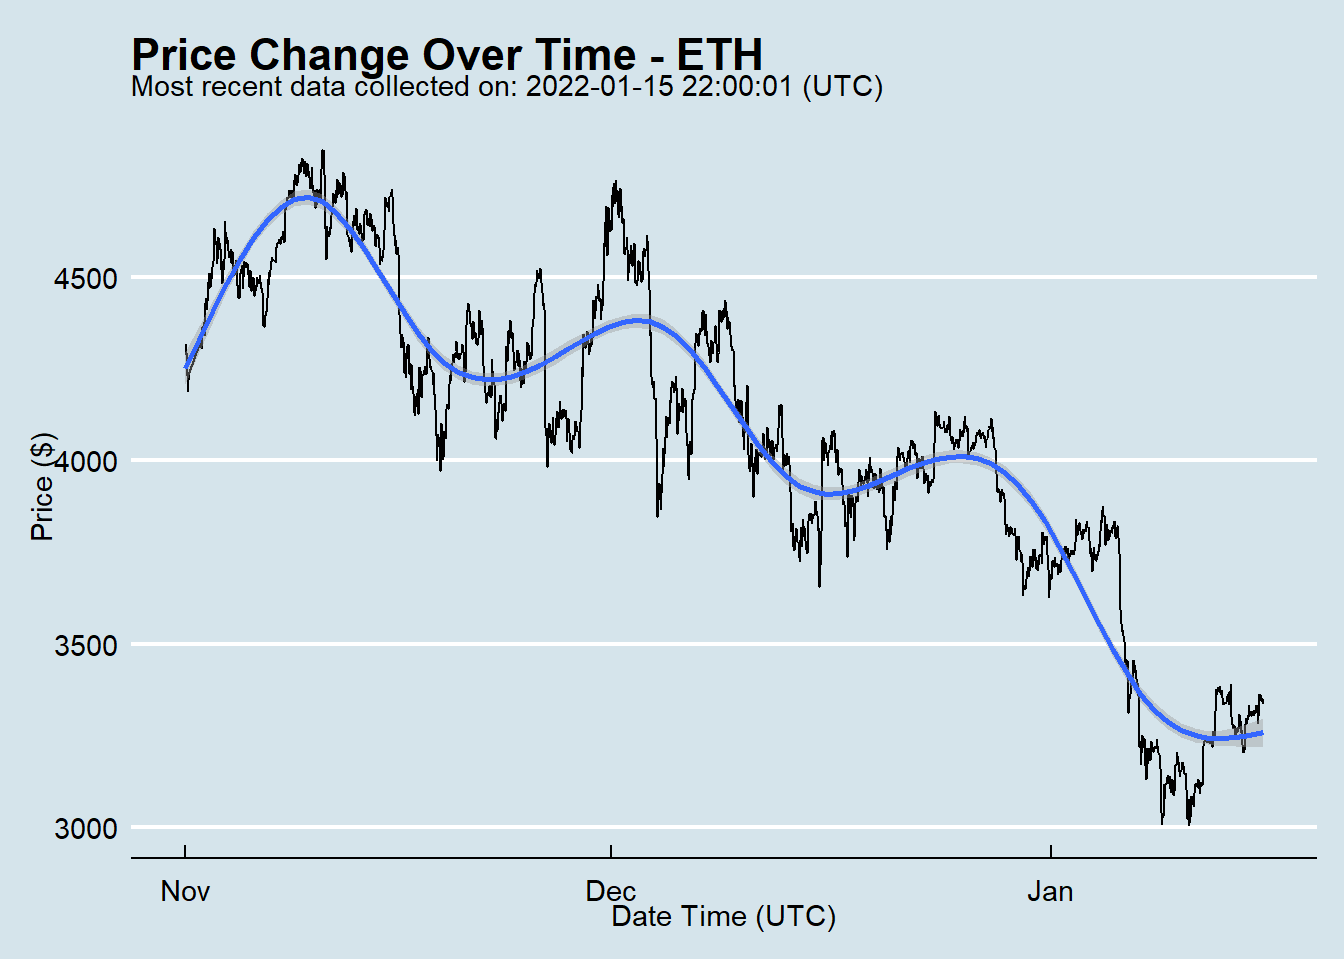 Price Change Over Time - ETH
Most recent data collected on: 2022-01-15 22:00:01 (UTC)
Price ($)
4500
4000
3500
3000
Nov Dec Jan
Date Time (UTC)